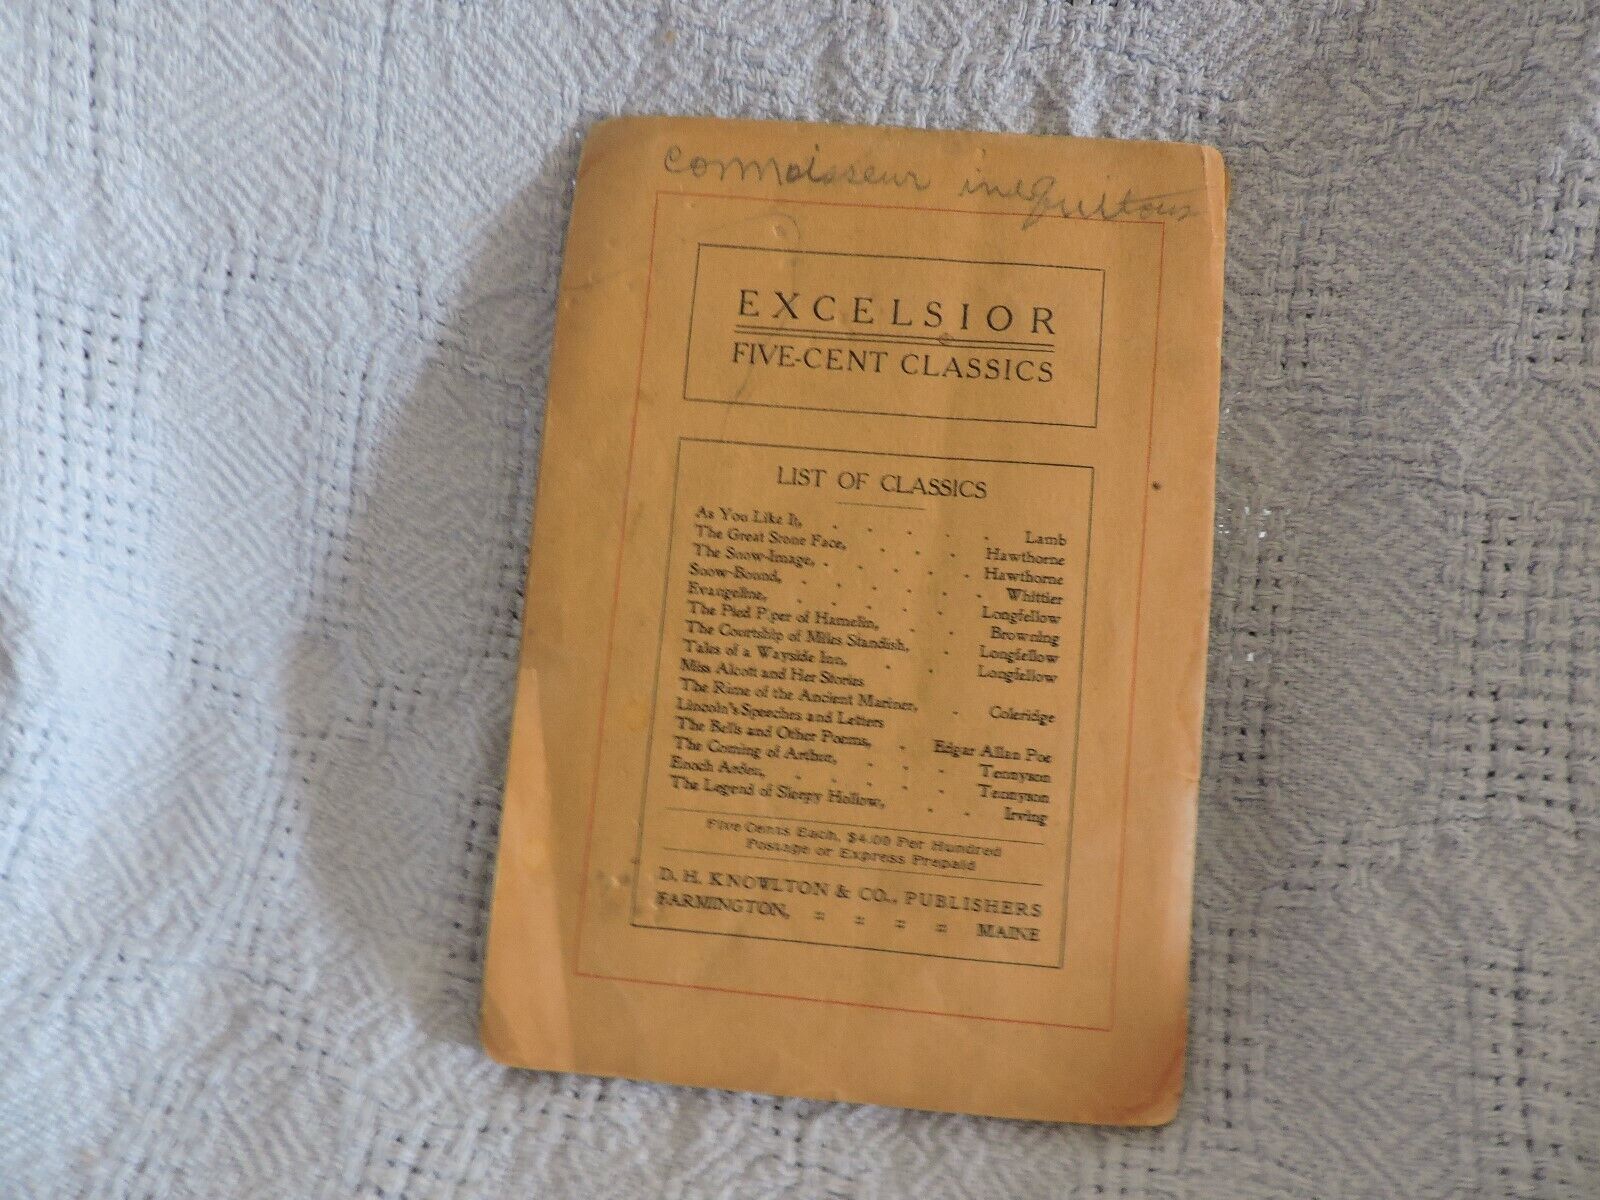 connoisseur inequitous
EXCELSIOR
FIVE-CENT CLASSICS
LIST OF CLASSICS
As You Like It, . . . . . Lamb
The Great Stone Face, . . . Hawthorne
The Snow-Image, . . . . . Hawthorne
Snow-Bound, . . . . . . Whittier
Evangeline, . . . . . Longfellow
The Pied Piper of Hamelin, . . Browning
The Courtship of Miles Standish, . Longfellow
Tales of a Wayside Inn, . . Longfellow
Miss Alcott and Her Stories
The Rime of the Ancient Mariner, . Coleridge
Lincoln's Speeches and Letters
The Bells and Other Poems, . Edgar Allan Poe
The Coming of Arthur, . . . Tennyson
Enoch Arden, . . . . . Tennyson
The Legend of Sleepy Hollow, . . Irving
Five Cents Each, $4.00 Per Hundred
Postage or Express Prepaid
D. H. KNOWLTON & CO., PUBLISHERS
FARMINGTON, :: :: :: :: MAINE